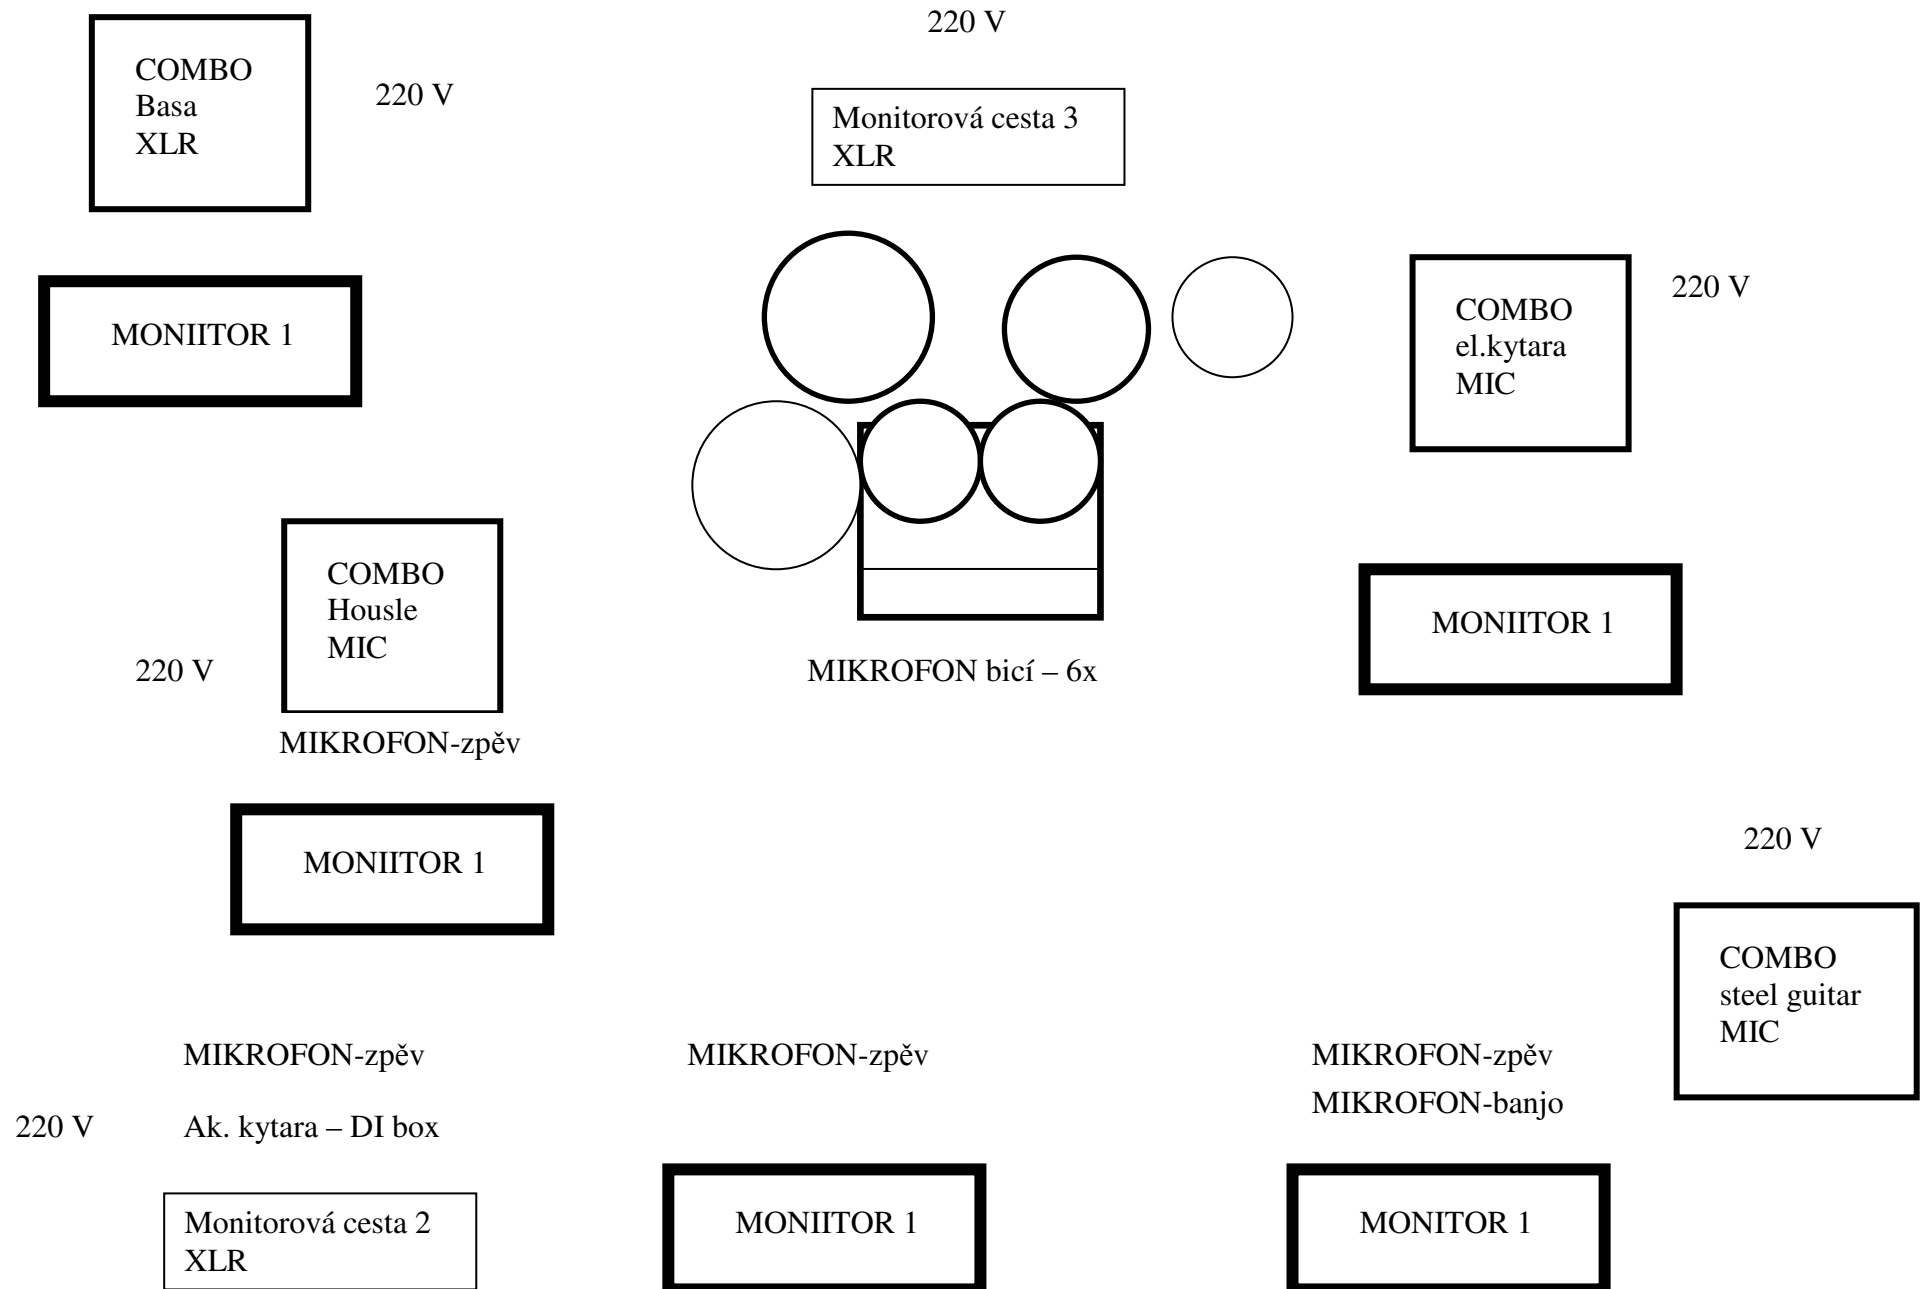 220 V
COMBO
Basa
XLR
220 V
Monitorová cesta 3
XLR
MONIITOR 1
COMBO
el.kytara
MIC
220 V
COMBO
Housle
MIC
220 V
MIKROFON-zpěv
MIKROFON bicí – 6x
MONIITOR 1
MONIITOR 1
220 V
COMBO
steel guitar
MIC
MIKROFON-zpěv
MIKROFON-zpěv
MIKROFON-zpěv
MIKROFON-banjo
220 V
Ak. kytara – DI box
Monitorová cesta 2
XLR
MONIITOR 1
MONITOR 1